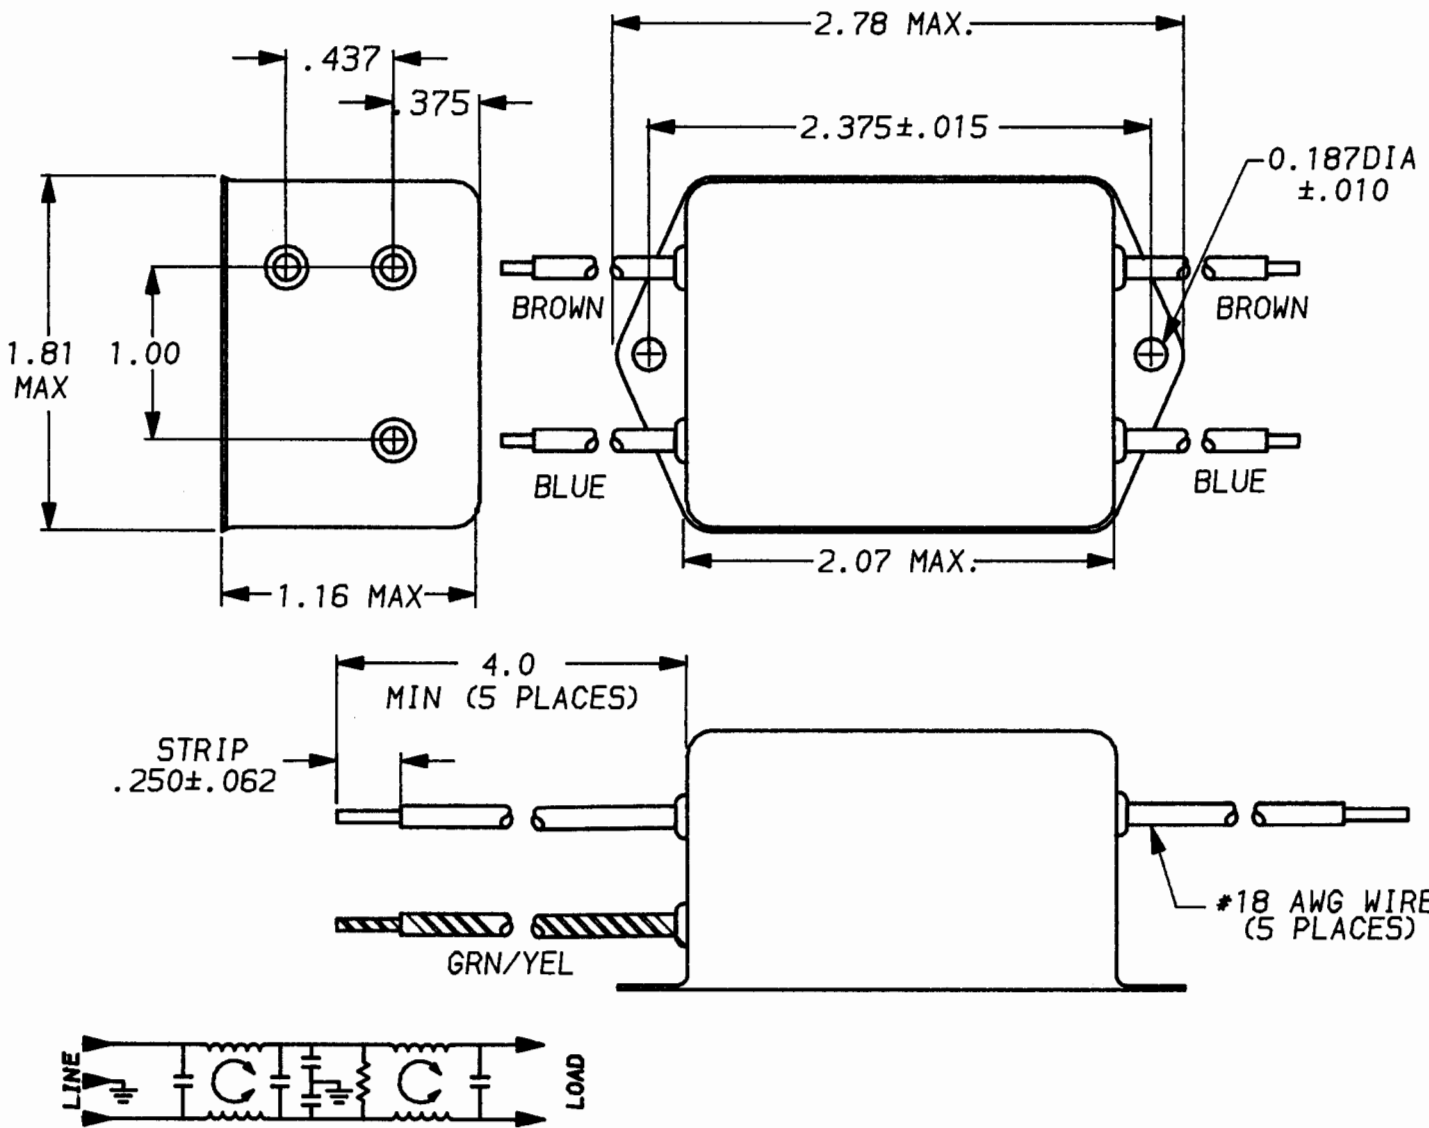 2.78 MAX.
.437
.375
2.375±.015
0.187DIA
±.010
BROWN
BROWN
1.81
MAX
1.00
BLUE
BLUE
2.07 MAX.
1.16 MAX
4.0
MIN (5 PLACES)
STRIP
.250±.062
#18 AWG WIRE
(5 PLACES)
GRN/YEL
LINE
LOAD